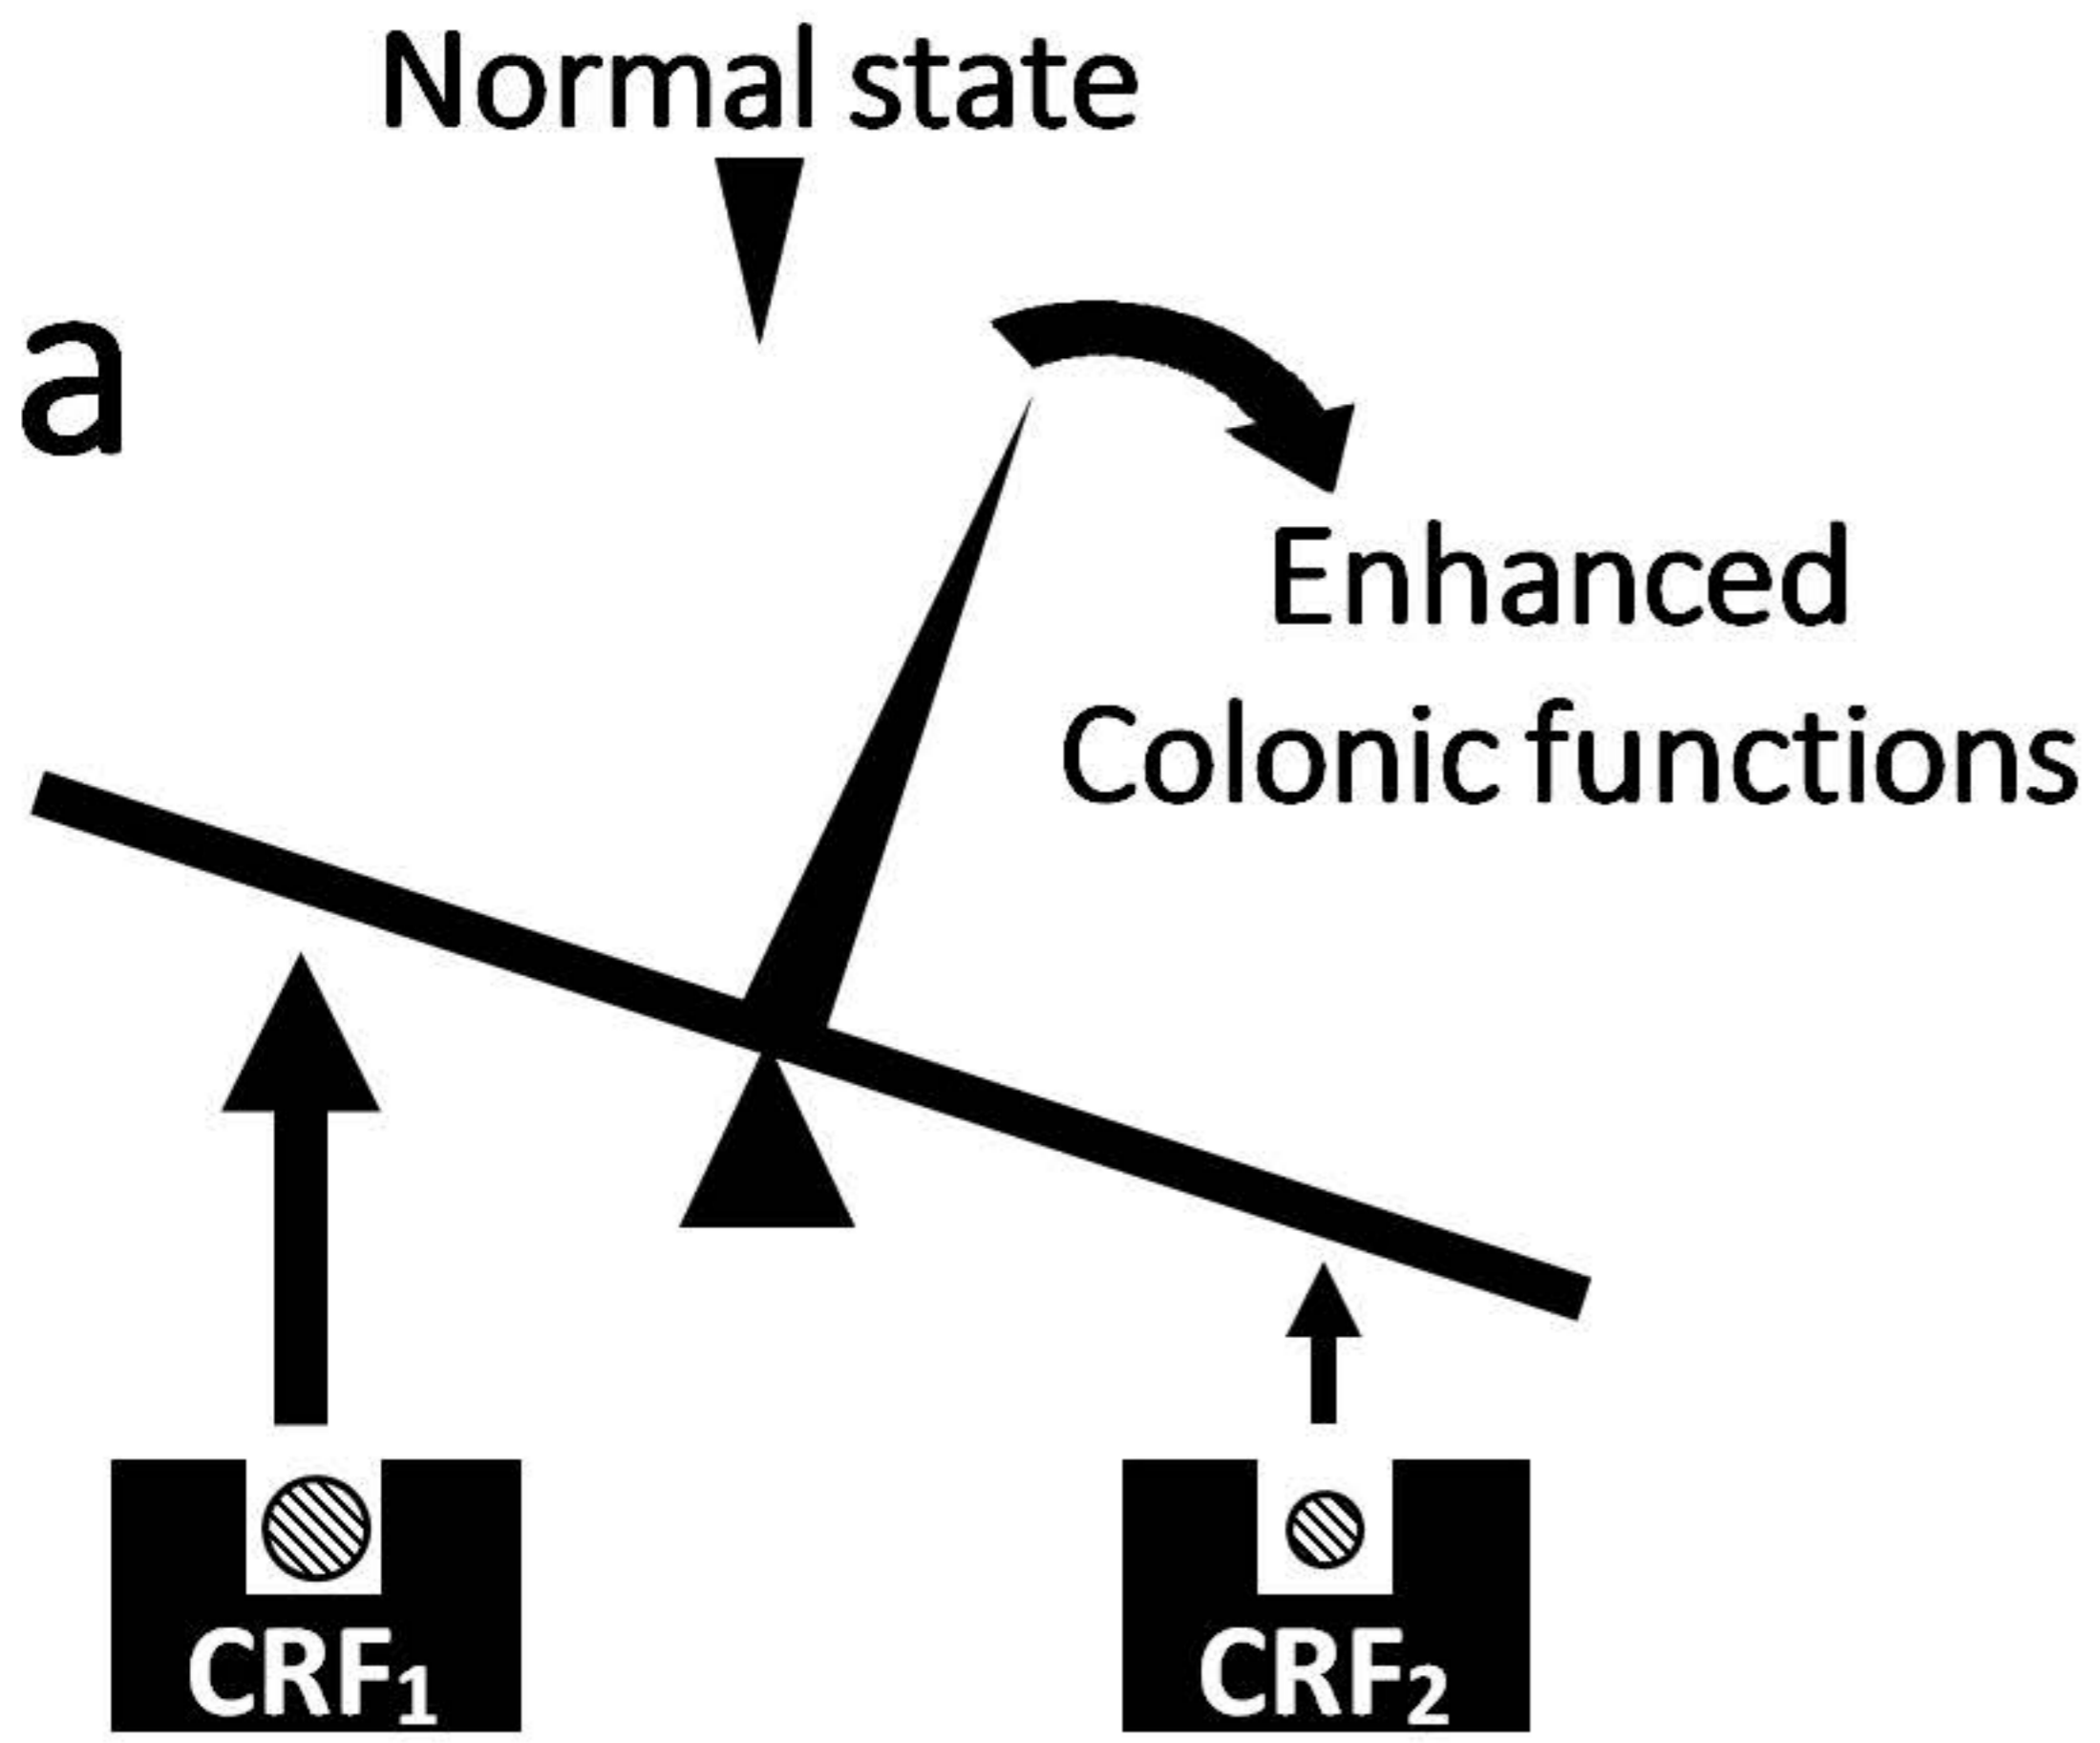 Normal state
a
Enhanced
Colonic functions
CRF₁
CRF₂